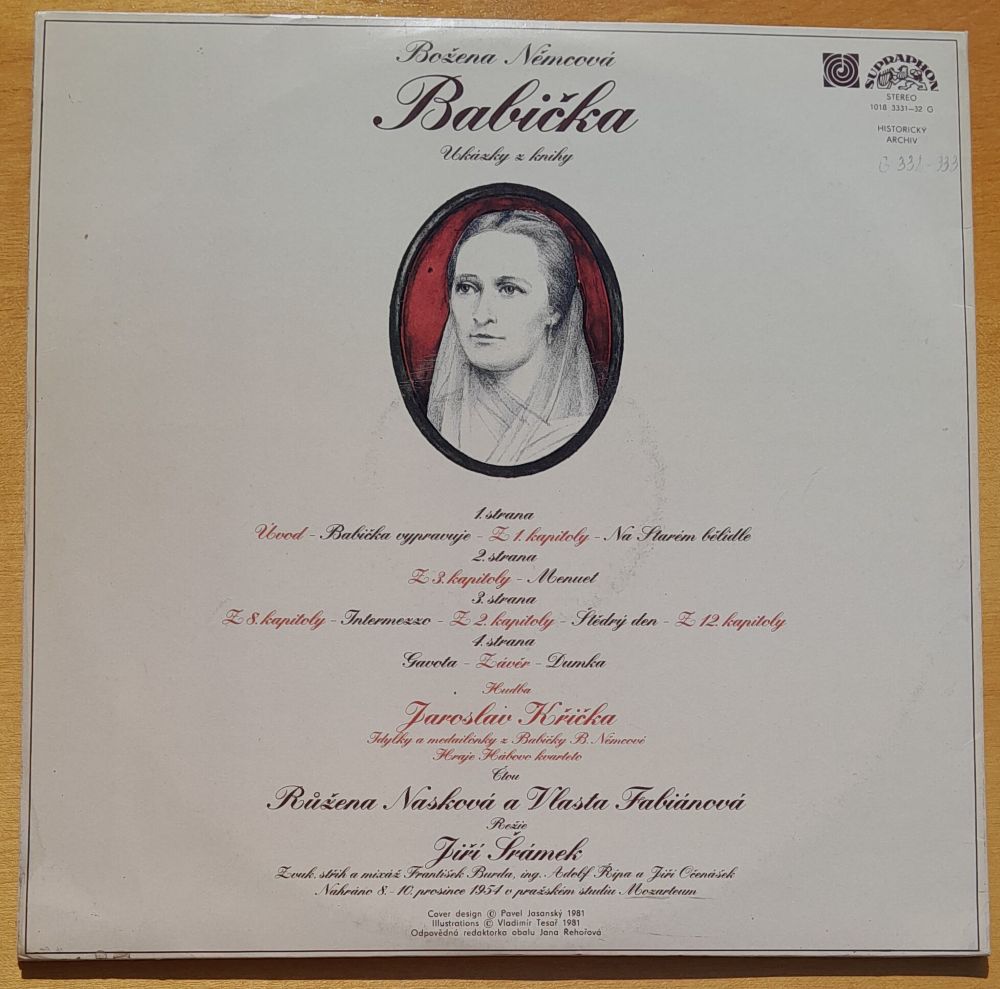 Božena Němcová
Babička
Ukázky z knihy
SUPRAPHON
STEREO
1018 3331-32 G
HISTORICKÝ
ARCHIV
G 331-333
1. strana
Úvod - Babička vypravuje - Z 1. kapitoly - Na Starém bělidle
2. strana
Z 3. kapitoly - Menuet
3. strana
Z 8. kapitoly - Intermezzo - Z 2. kapitoly - Štědrý den - Z 12. kapitoly
4. strana
Gavota - Závěr - Dumka
Hudba
Jaroslav Křička
Idylky a medailónky z Babičky B. Němcové
Hraje Hábovo kvarteto
Čtou
Růžena Nasková a Vlasta Fabiánová
Režie
Jiří Šrámek
Zvuk, střih a mixáž František Burda, ing. Adolf Řípa a Jiří Očenášek
Nahráno 8.-10. prosince 1954 v pražském studiu Mozarteum
Cover design © Pavel Jasanský 1981
Illustrations © Vladimír Tesař 1981
Odpovědná redaktorka obalu Jana Řehořová